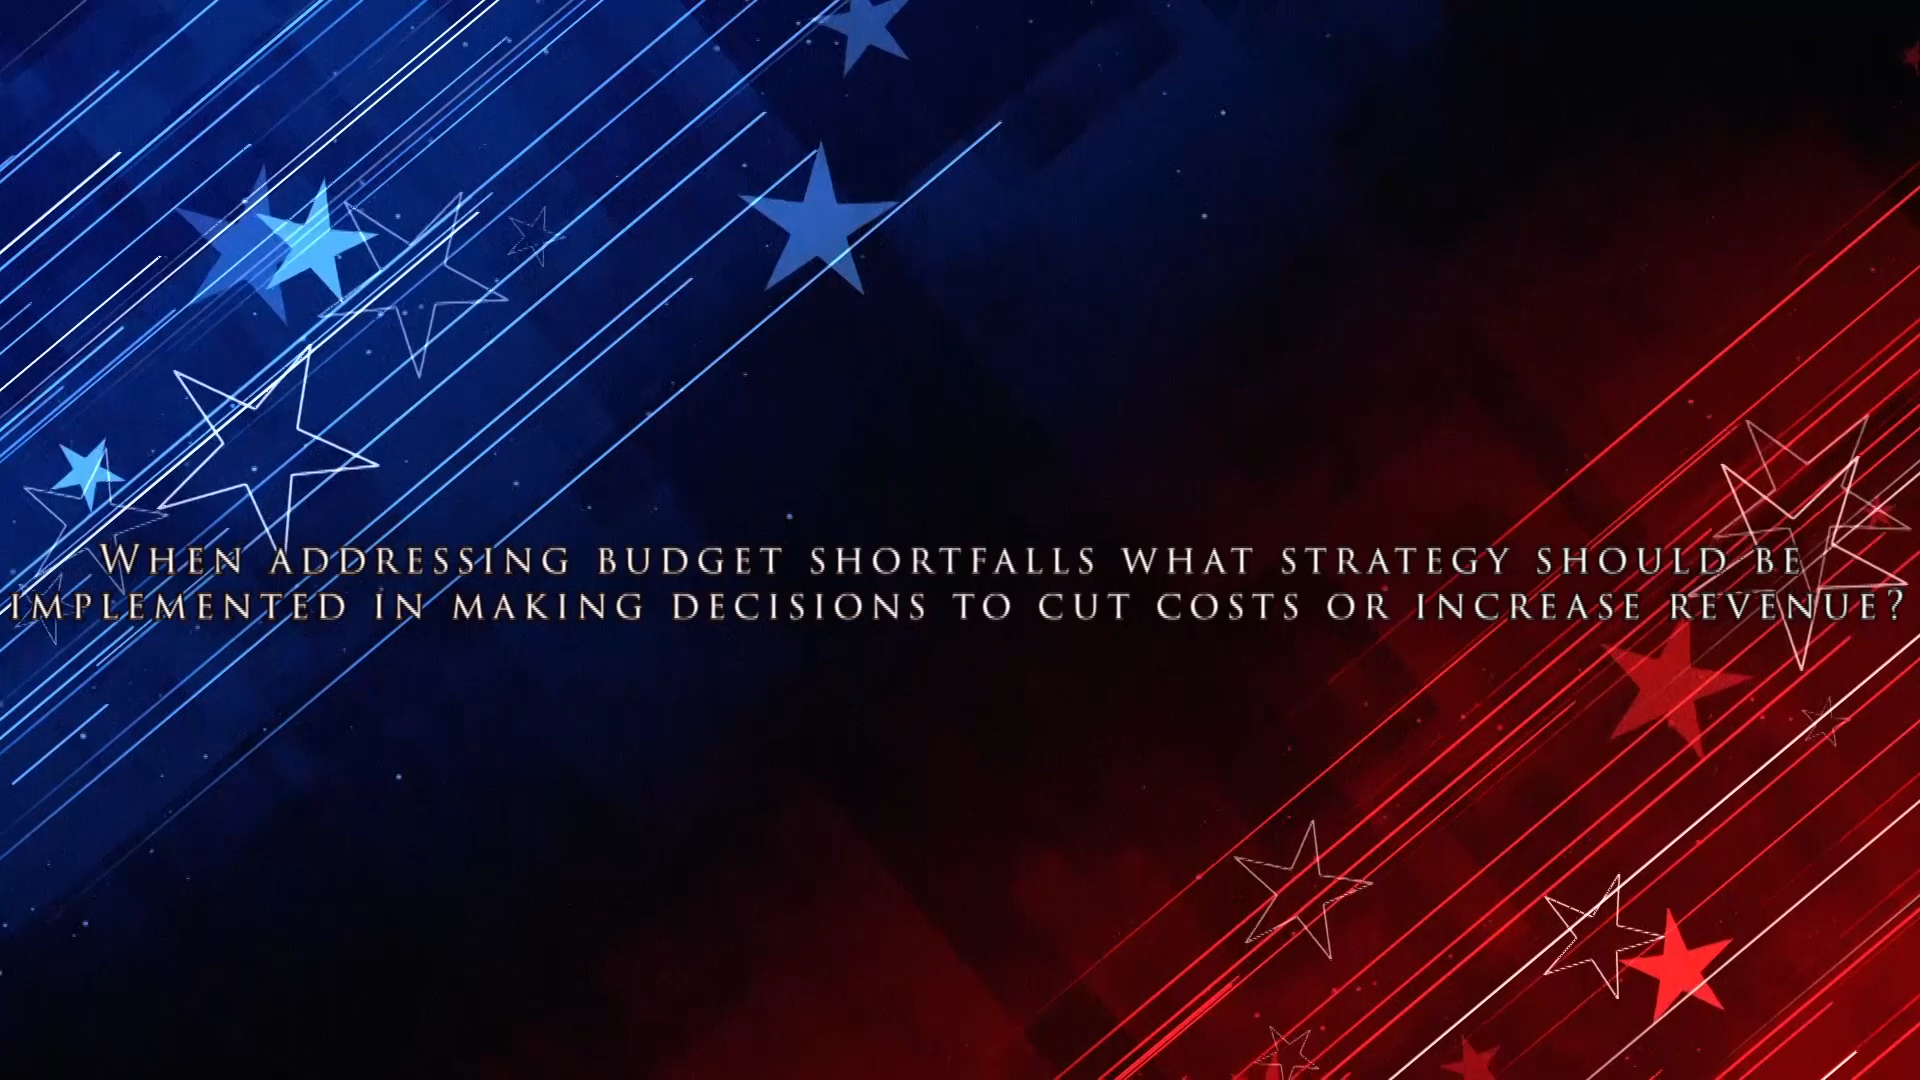 When addressing budget shortfalls what strategy should be
implemented in making decisions to cut costs or increase revenue?